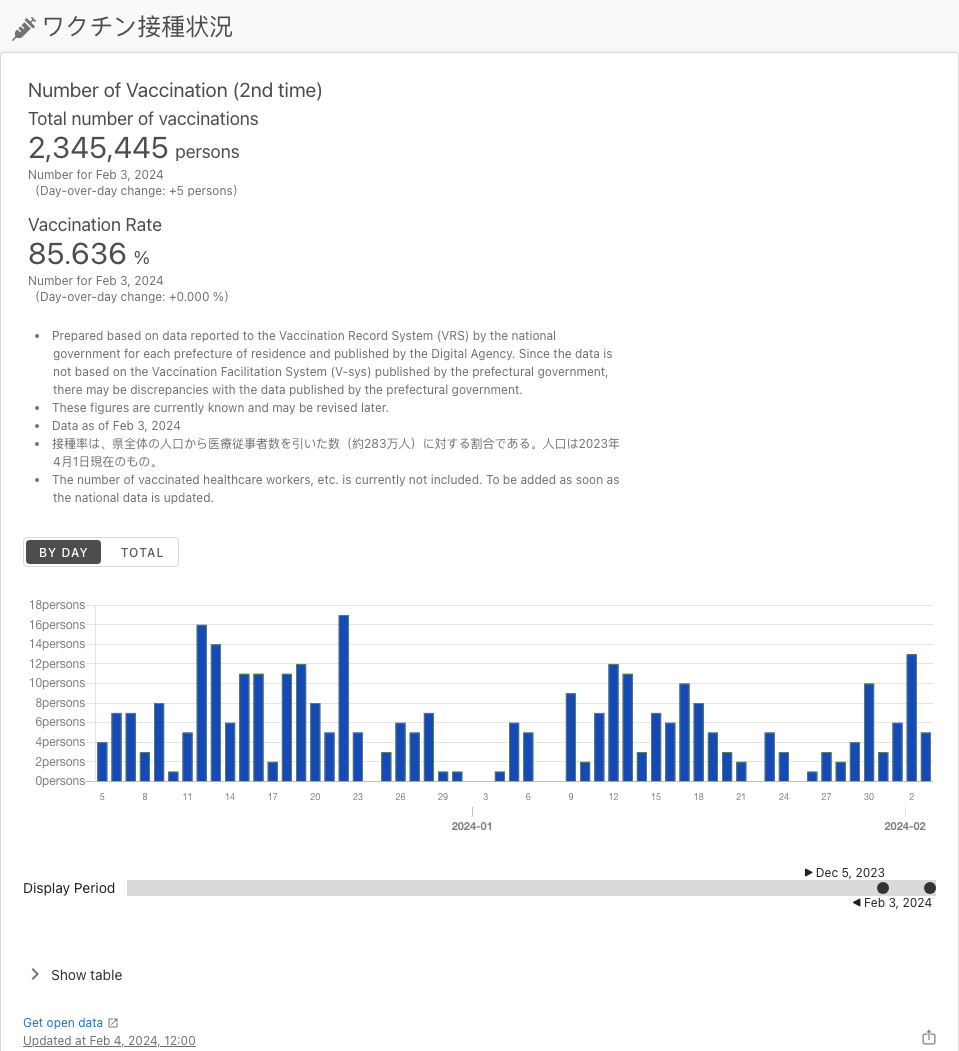 ワクチン接種状況
Number of Vaccination (2nd time)
Total number of vaccinations
2,345,445 persons
Number for Feb 3, 2024
(Day-over-day change: +5 persons)
Vaccination Rate
85.636 %
Number for Feb 3, 2024
(Day-over-day change: +0.000 %)
• Prepared based on data reported to the Vaccination Record System (VRS) by the national
government for each prefecture of residence and published by the Digital Agency. Since the data is
not based on the Vaccination Facilitation System (V-sys) published by the prefectural government,
there may be discrepancies with the data published by the prefectural government.
• These figures are currently known and may be revised later.
• Data as of Feb 3, 2024
• 接種率は、県全体の人口から医療従事者数を引いた数（約283万人）に対する割合である。人口は2023年
4月1日現在のもの。
• The number of vaccinated healthcare workers, etc. is currently not included. To be added as soon as
the national data is updated.
BY DAY TOTAL
18persons
16persons
14persons
12persons
10persons
8persons
6persons
4persons
2persons
0persons
5 8 11 14 17 20 23 26 29 3 6 9 12 15 18 21 24 27 30 2
2024-01 2024-02
Dec 5, 2023
Display Period
Feb 3, 2024
Show table
Get open data
Updated at Feb 4, 2024, 12:00